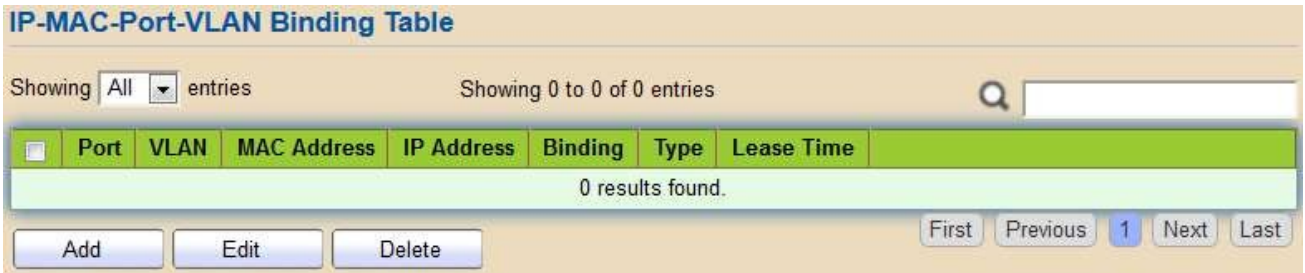 IP-MAC-Port-VLAN Binding Table
Showing All entries Showing 0 to 0 of 0 entries
Port VLAN MAC Address IP Address Binding Type Lease Time
0 results found.
First Previous 1 Next Last
Add Edit Delete